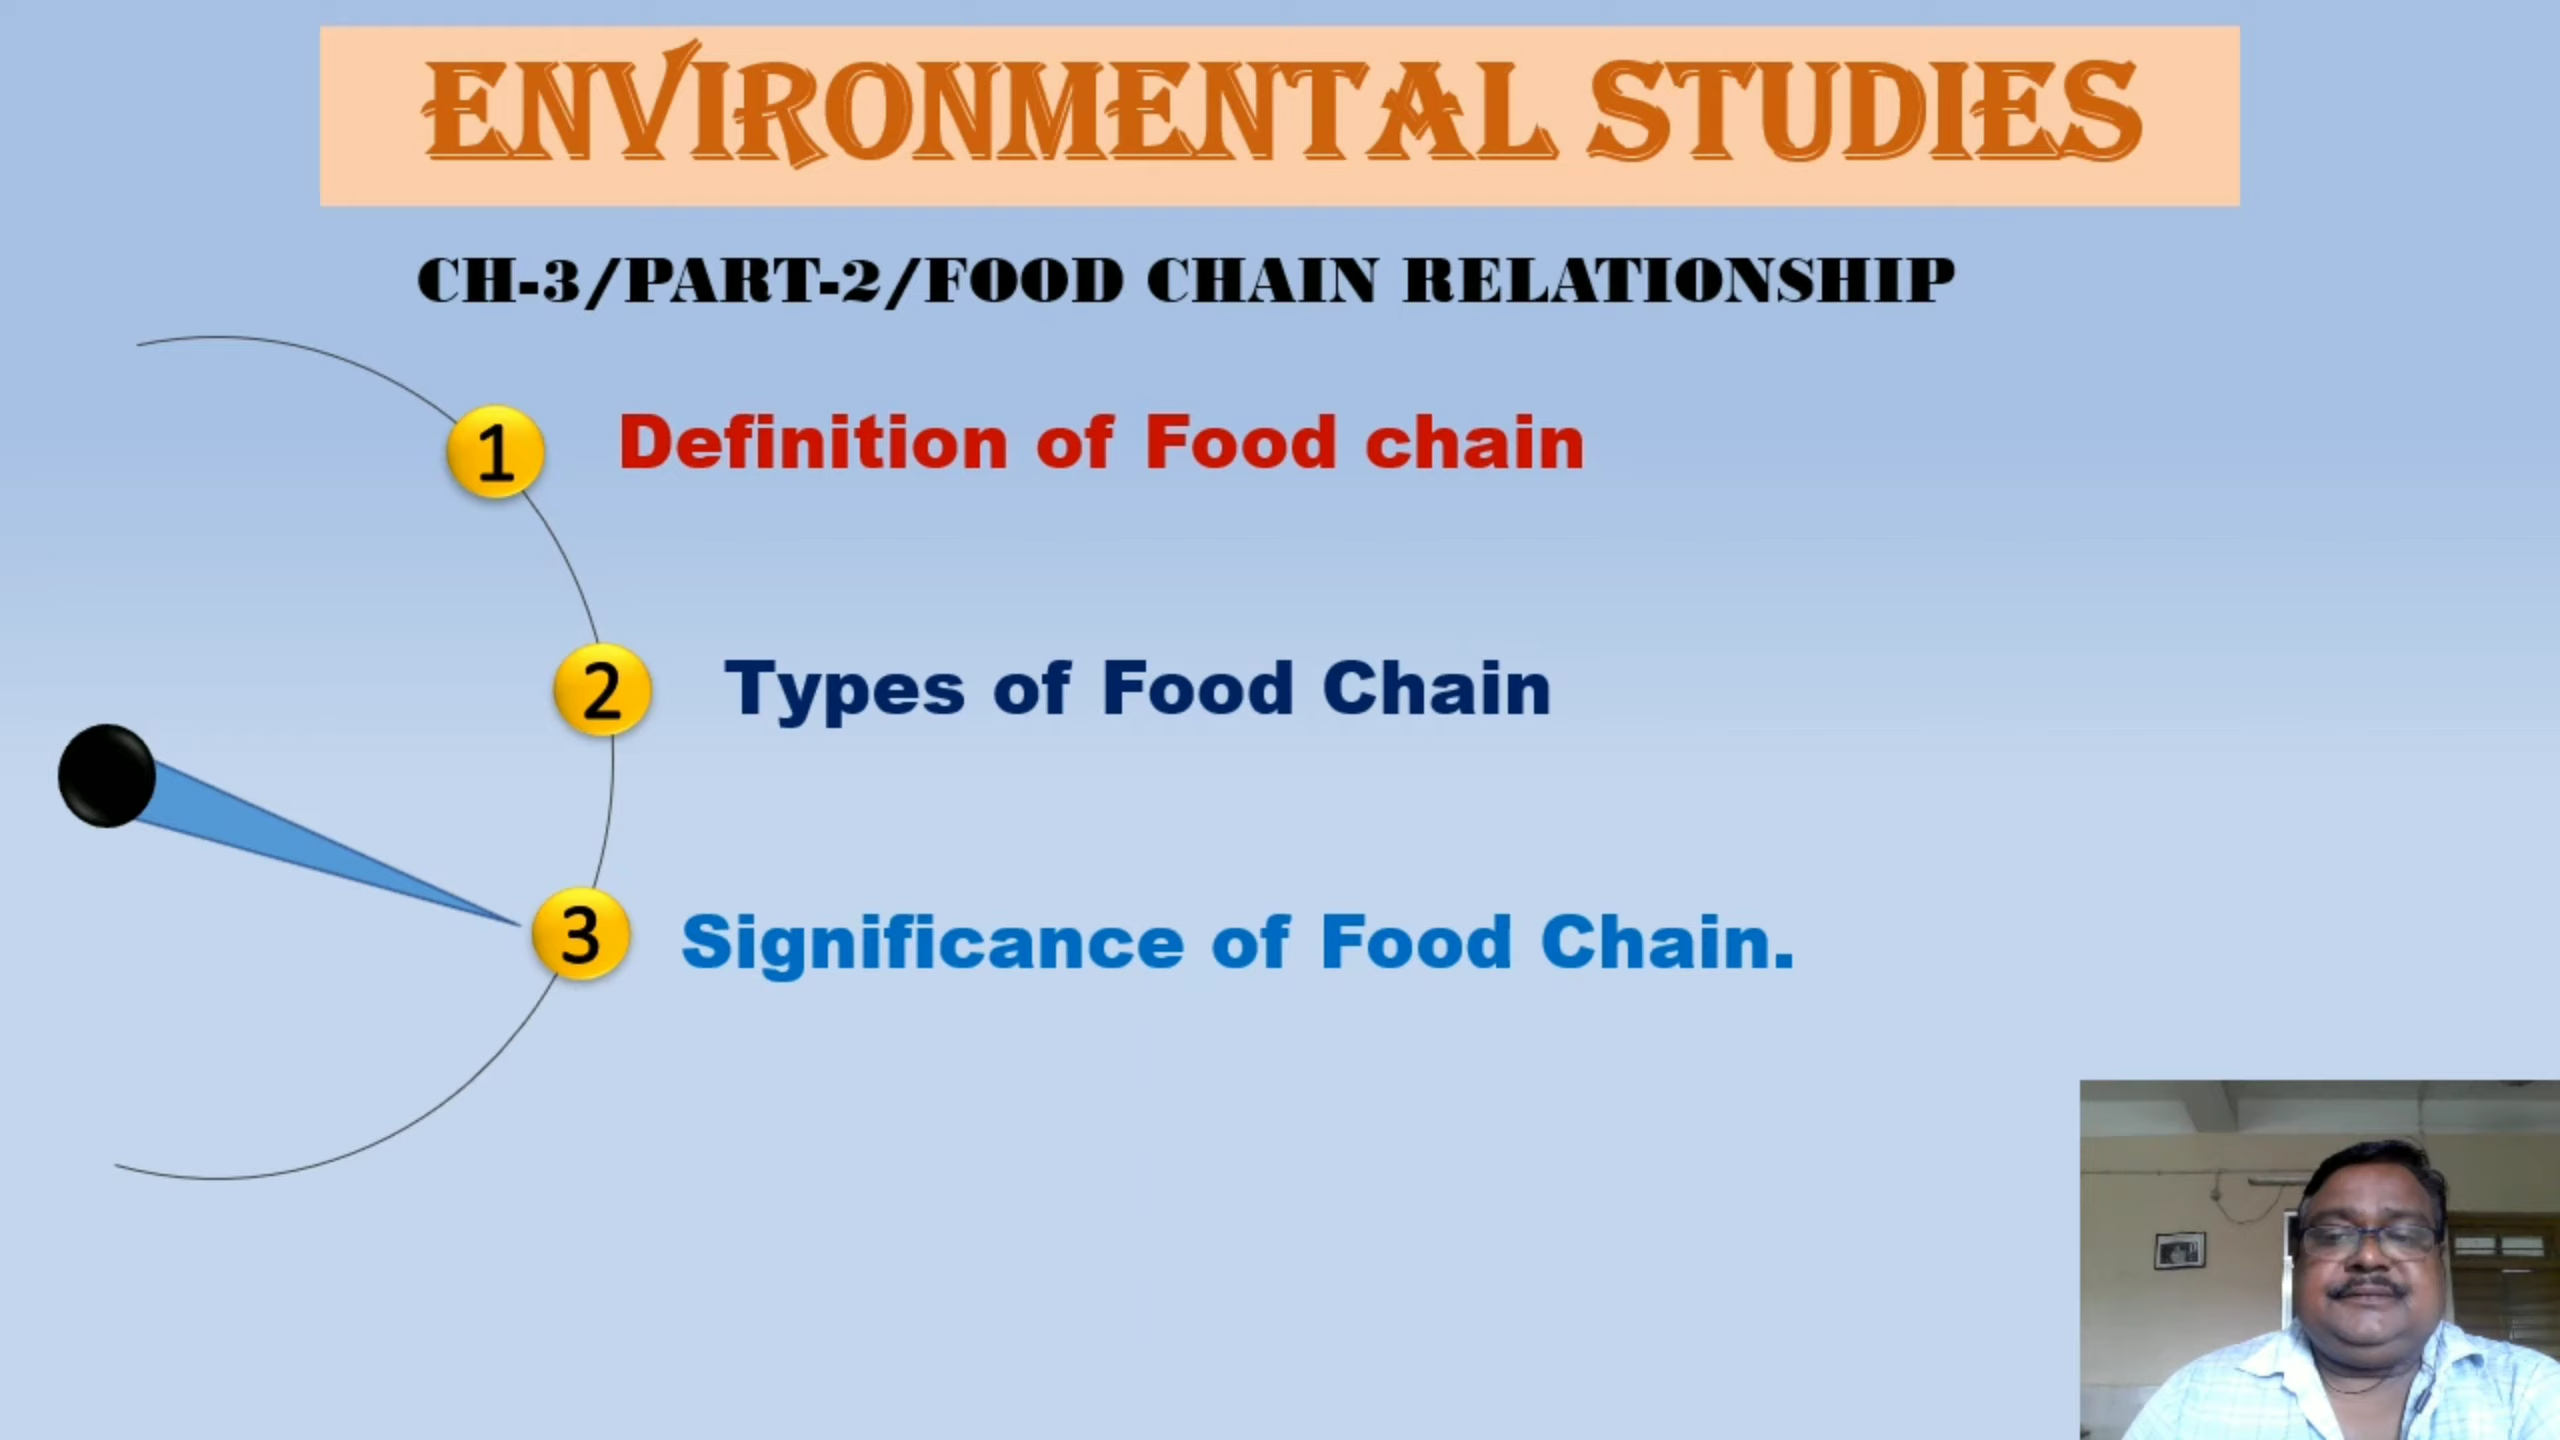 ENVIRONMENTAL STUDIES
CH-3/PART-2/FOOD CHAIN RELATIONSHIP
1 Definition of Food chain
2 Types of Food Chain
3 Significance of Food Chain.